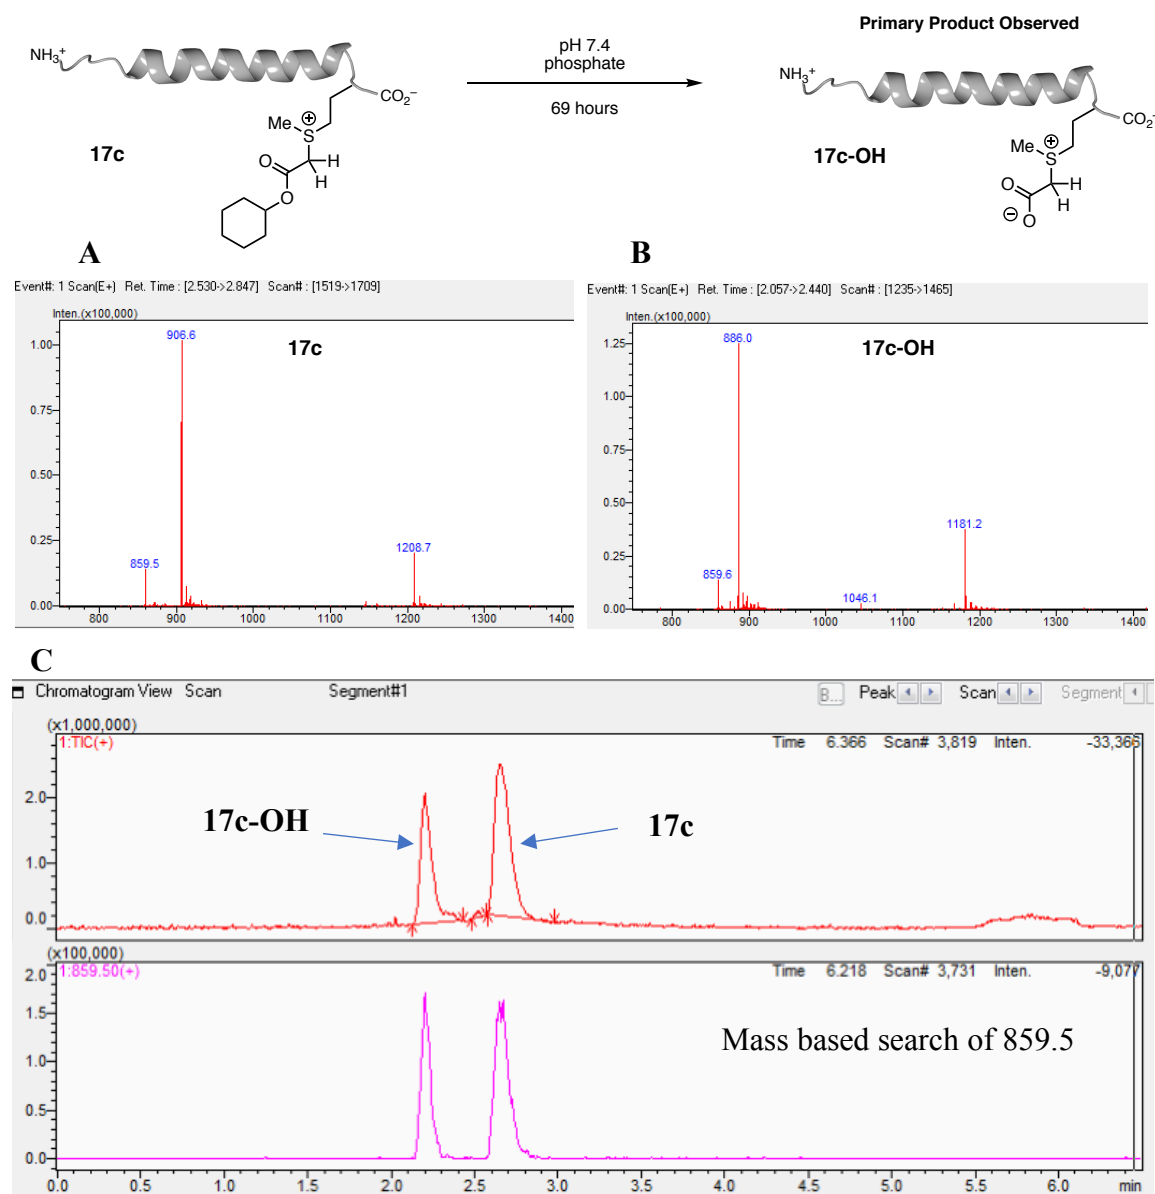 Primary Product Observed
NH3+
CO2−
Me
S
⊕
O
H
H
O
17c
pH 7.4
phosphate
69 hours
NH3+
CO2−
Me
S
⊕
O
H
H
⊖
O
17c-OH
A
B
Event#: 1 Scan(E+) Ret. Time : [2.530->2.847] Scan# : [1519->1709]
Inten.(x100,000)
906.6
17c
1.00
0.75
0.50
0.25
859.5
1208.7
0.00
800 900 1000 1100 1200 1300 1400
Event#: 1 Scan(E+) Ret. Time : [2.057->2.440] Scan# : [1235->1465]
Inten.(x100,000)
886.0
17c-OH
1.25
1.00
0.75
0.50
1181.2
0.25
859.6
1046.1
0.00
800 900 1000 1100 1200 1300 1400
C
Chromatogram View Scan Segment#1 B... Peak Scan Segment
(x1,000,000)
1:TIC(+) Time 6.366 Scan# 3,819 Inten. -33,366
2.0
17c-OH
17c
1.0
0.0
(x100,000)
1:859.50(+) Time 6.218 Scan# 3,731 Inten. -9,077
2.0
1.5
Mass based search of 859.5
1.0
0.5
0.0
0.0 0.5 1.0 1.5 2.0 2.5 3.0 3.5 4.0 4.5 5.0 5.5 6.0 min